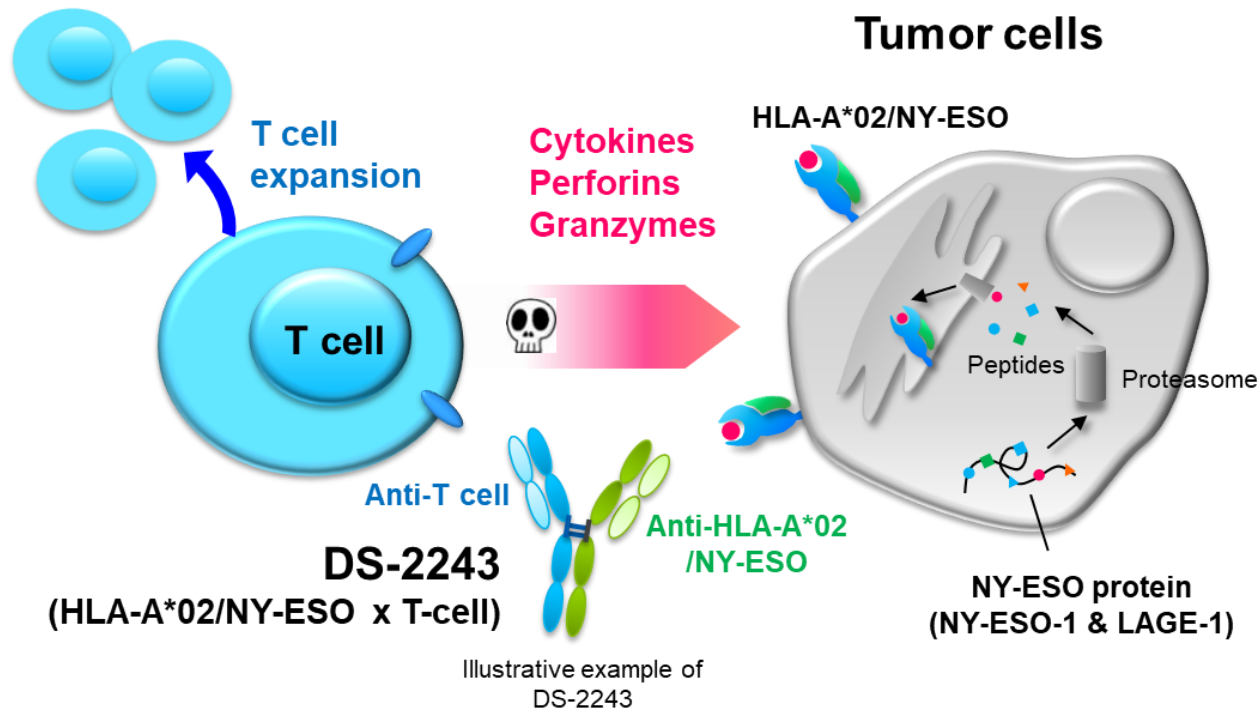 Tumor cells
HLA-A*02/NY-ESO
T cell
expansion
Cytokines
Perforins
Granzymes
T cell
Peptides
Proteasome
Anti-T cell
Anti-HLA-A*02
/NY-ESO
DS-2243
(HLA-A*02/NY-ESO x T-cell)
NY-ESO protein
(NY-ESO-1 & LAGE-1)
Illustrative example of
DS-2243